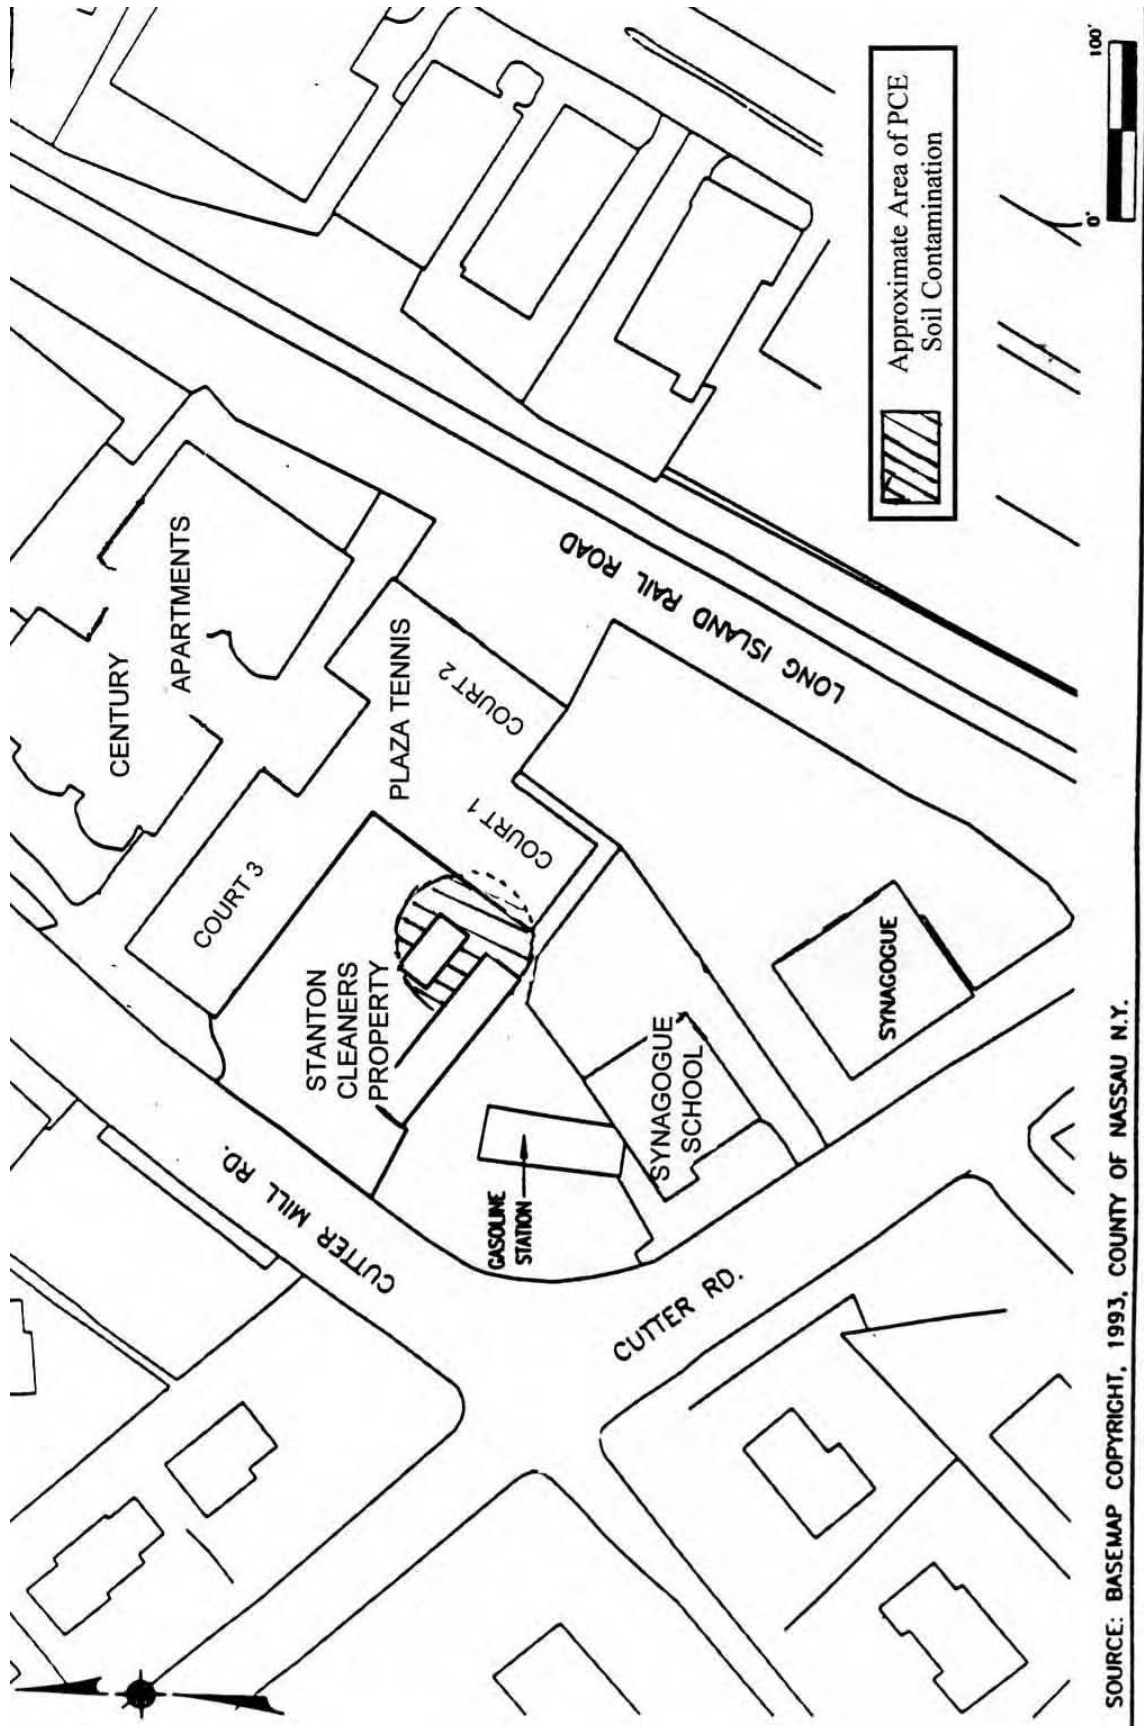 CENTURY
APARTMENTS
COURT 3
PLAZA TENNIS
COURT 2
COURT 1
STANTON
CLEANERS
PROPERTY
CUTTER MILL RD.
GASOLINE
STATION
CUTTER RD.
SYNAGOGUE
SCHOOL
SYNAGOGUE
LONG ISLAND RAIL ROAD
Approximate Area of PCE
Soil Contamination
0'
100'
SOURCE: BASEMAP COPYRIGHT, 1993, COUNTY OF NASSAU N.Y.